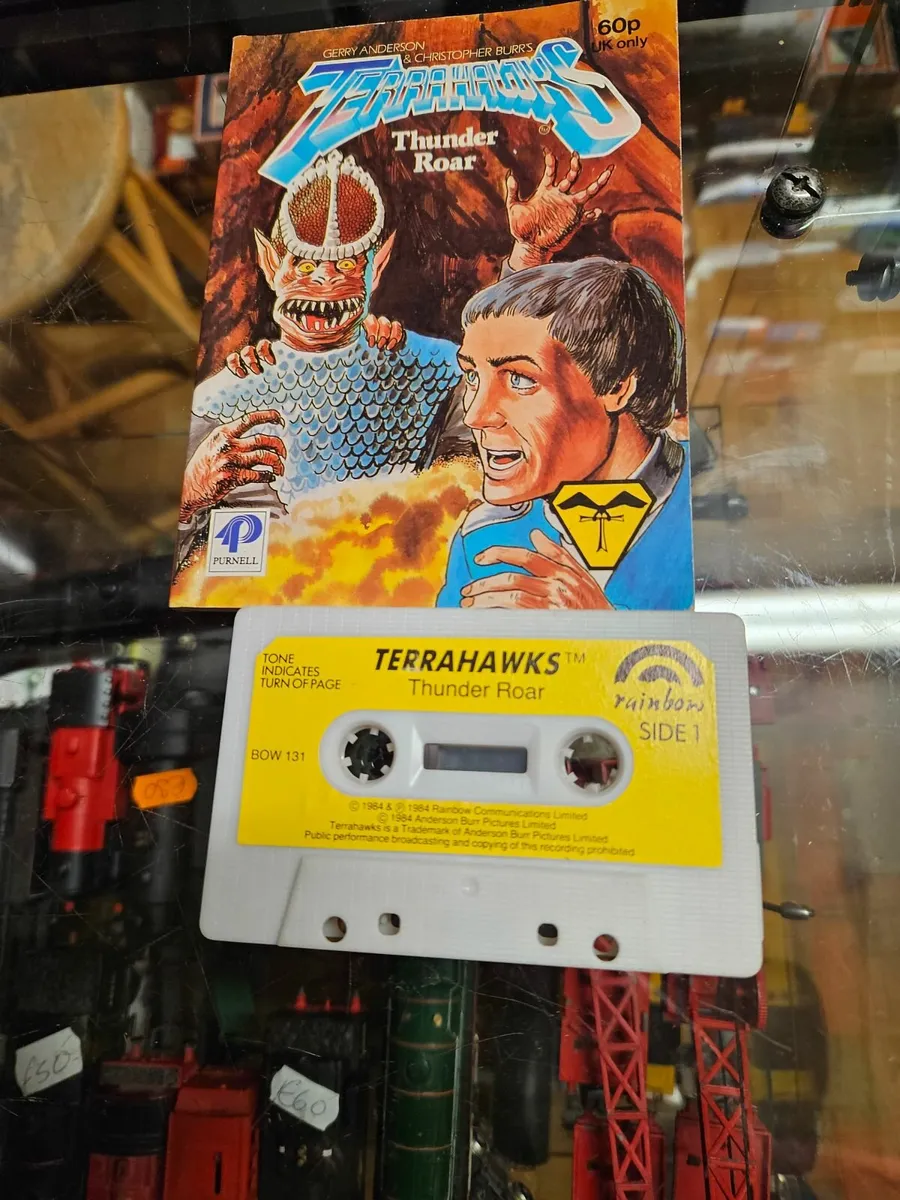 GERRY ANDERSON
& CHRISTOPHER BURR'S
60p
UK only
TERRAHAWKS
Thunder
Roar
PURNELL
TONE
INDICATES
TURN OF PAGE
TERRAHAWKS™
Thunder Roar
rainbow
SIDE 1
BOW 131
© 1984 & ℗ 1984 Rainbow Communications Limited
© 1984 Anderson Burr Pictures Limited
Terrahawks is a Trademark of Anderson Burr Pictures Limited
Public performance broadcasting and copying of this recording prohibited
£50
€60